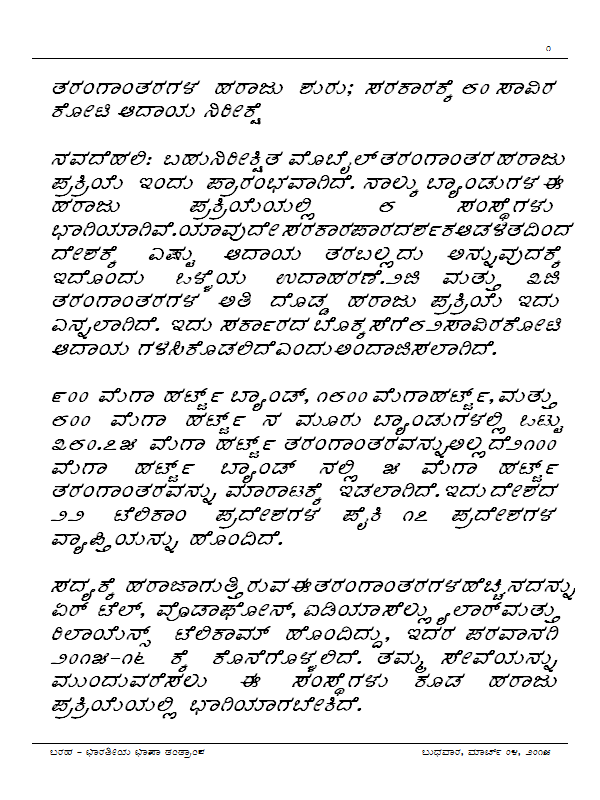 ೧
ತರಂಗಾಂತರಗಳ ಹರಾಜು ಶುರು; ಸರಕಾರಕ್ಕೆ ೮೦ ಸಾವಿರ
ಕೋಟಿ ಆದಾಯ ನಿರೀಕ್ಷೆ
ನವದೆಹಲಿ: ಬಹುನಿರೀಕ್ಷಿತ ಮೊಬೈಲ್ ತರಂಗಾಂತರ ಹರಾಜು
ಪ್ರಕ್ರಿಯೆ ಇಂದು ಪ್ರಾರಂಭವಾಗಿದೆ. ನಾಲ್ಕು ಬ್ಯಾಂಡುಗಳ ಈ
ಹರಾಜು ಪ್ರಕ್ರಿಯೆಯಲ್ಲಿ ೮ ಸಂಸ್ಥೆಗಳು
ಭಾಗಿಯಾಗಿವೆ.ಯಾವುದೇ ಸರಕಾರ ಪಾರದರ್ಶಕ ಆಡಳಿತದಿಂದ
ದೇಶಕ್ಕೆ ಎಷ್ಟು ಆದಾಯ ತರಬಲ್ಲದು ಅನ್ನುವುದಕ್ಕೆ
ಇದೊಂದು ಒಳ್ಳೆಯ ಉದಾಹರಣೆ.೨ಜಿ ಮತ್ತು ೩ಜಿ
ತರಂಗಾಂತರಗಳ ಅತಿ ದೊಡ್ಡ ಹರಾಜು ಪ್ರಕ್ರಿಯೆ ಇದು
ಎನ್ನಲಾಗಿದೆ. ಇದು ಸರ್ಕಾರದ ಬೊಕ್ಕಸೆಗೆ ೮೨ಸಾವಿರಕೋಟಿ
ಆದಾಯ ಗಳಿಸಿಕೊಡಲಿದೆ ಎಂದು ಅಂದಾಜಿಸಲಾಗಿದೆ.
೯೦೦ ಮೆಗಾ ಹರ್ಟ್ಜ್ ಬ್ಯಾಂಡ್, ೧೮೦೦ ಮೆಗಾಹರ್ಟ್ಜ್, ಮತ್ತು
೮೦೦ ಮೆಗಾ ಹರ್ಟ್ಜ್ ನ ಮೂರು ಬ್ಯಾಂಡುಗಳಲ್ಲಿ ಒಟ್ಟು
೩೮೦.೭೫ ಮೆಗಾ ಹರ್ಟ್ಜ್ ತರಂಗಾಂತರವನ್ನು ಅಲ್ಲದೆ ೨೧೦೦
ಮೆಗಾ ಹರ್ಟ್ಜ್ ಬ್ಯಾಂಡ್ ನಲ್ಲಿ ೫ ಮೆಗಾ ಹರ್ಟ್ಜ್
ತರಂಗಾಂತರವನ್ನು ಮಾರಾಟಕ್ಕೆ ಇಡಲಾಗಿದೆ. ಇದು ದೇಶದ
೨೨ ಟೆಲಿಕಾಂ ಪ್ರದೇಶಗಳ ಪೈಕಿ ೧೭ ಪ್ರದೇಶಗಳ
ವ್ಯಾಪ್ತಿಯನ್ನು ಹೊಂದಿದೆ.
ಸದ್ಯಕ್ಕೆ ಹರಾಜಾಗುತ್ತಿರುವ ಈ ತರಂಗಾಂತರಗಳ ಹೆಚ್ಚಿನದನ್ನು
ಏರ್ ಟೆಲ್, ವೊಡಾಫೋನ್, ಐಡಿಯಾ ಸೆಲ್ಲ್ಯುಲಾರ್ ಮತ್ತು
ರಿಲಾಯೆನ್ಸ್ ಟೆಲಿಕಾಮ್ ಹೊಂದಿದ್ದು, ಇದರ ಪರವಾನಗಿ
೨೦೧೫-೧೬ ಕ್ಕೆ ಕೊನೆಗೊಳ್ಳಲಿದೆ. ತಮ್ಮ ಸೇವೆಯನ್ನು
ಮುಂದುವರೆಸಲು ಈ ಸಂಸ್ಥೆಗಳು ಕೂಡ ಹರಾಜು
ಪ್ರಕ್ರಿಯೆಯಲ್ಲಿ ಭಾಗಿಯಾಗಬೇಕಿದೆ.
ಬರಹ - ಭಾರತೀಯ ಭಾಷಾ ತಂತ್ರಾಂಶ ಬುಧವಾರ, ಮಾರ್ಚ್ ೦೪, ೨೦೧೫